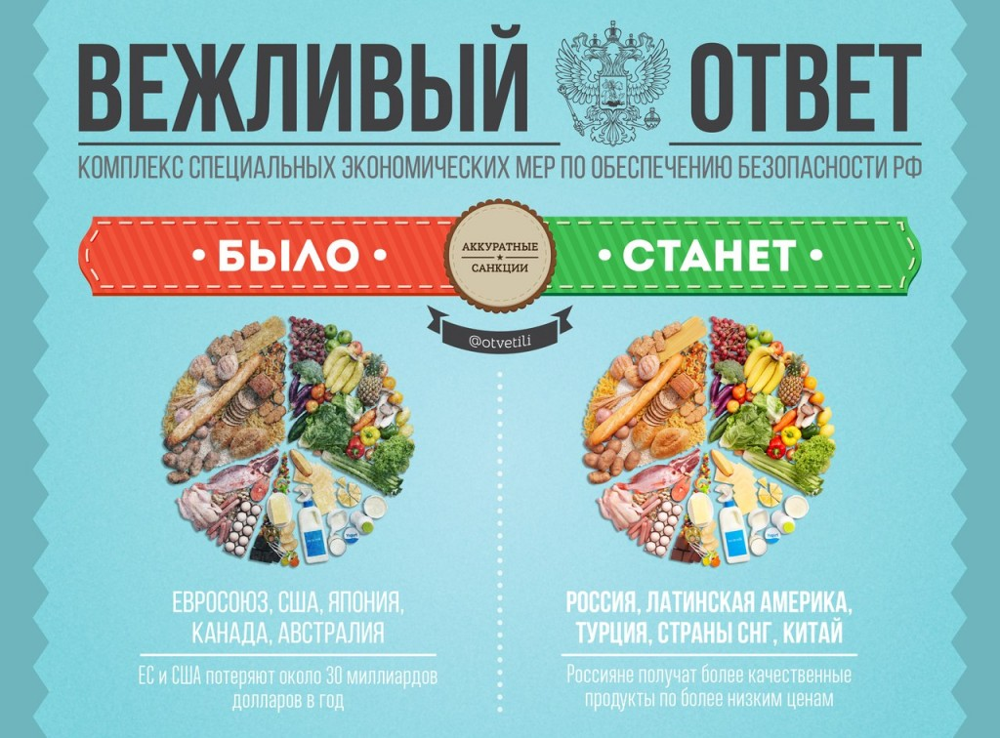 ВЕЖЛИВЫЙ ОТВЕТ
КОМПЛЕКС СПЕЦИАЛЬНЫХ ЭКОНОМИЧЕСКИХ МЕР ПО ОБЕСПЕЧЕНИЮ БЕЗОПАСНОСТИ РФ
• БЫЛО •
АККУРАТНЫЕ
САНКЦИИ
• СТАНЕТ •
@otvetili
ЕВРОСОЮЗ, США, ЯПОНИЯ,
КАНАДА, АВСТРАЛИЯ
ЕС и США потеряют около 30 миллиардов
долларов в год
РОССИЯ, ЛАТИНСКАЯ АМЕРИКА,
ТУРЦИЯ, СТРАНЫ СНГ, КИТАЙ
Россияне получат более качественные
продукты по более низким ценам